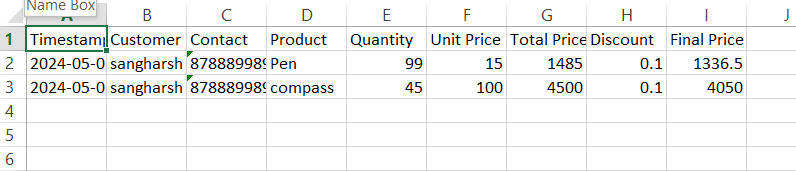 Name Box
A B C D E F G H I J
1 Timestam Customer Contact Product Quantity Unit Price Total Price Discount Final Price
2 2024-05-0 sangharsh 878889989 Pen 99 15 1485 0.1 1336.5
3 2024-05-0 sangharsh 878889989 compass 45 100 4500 0.1 4050
4
5
6